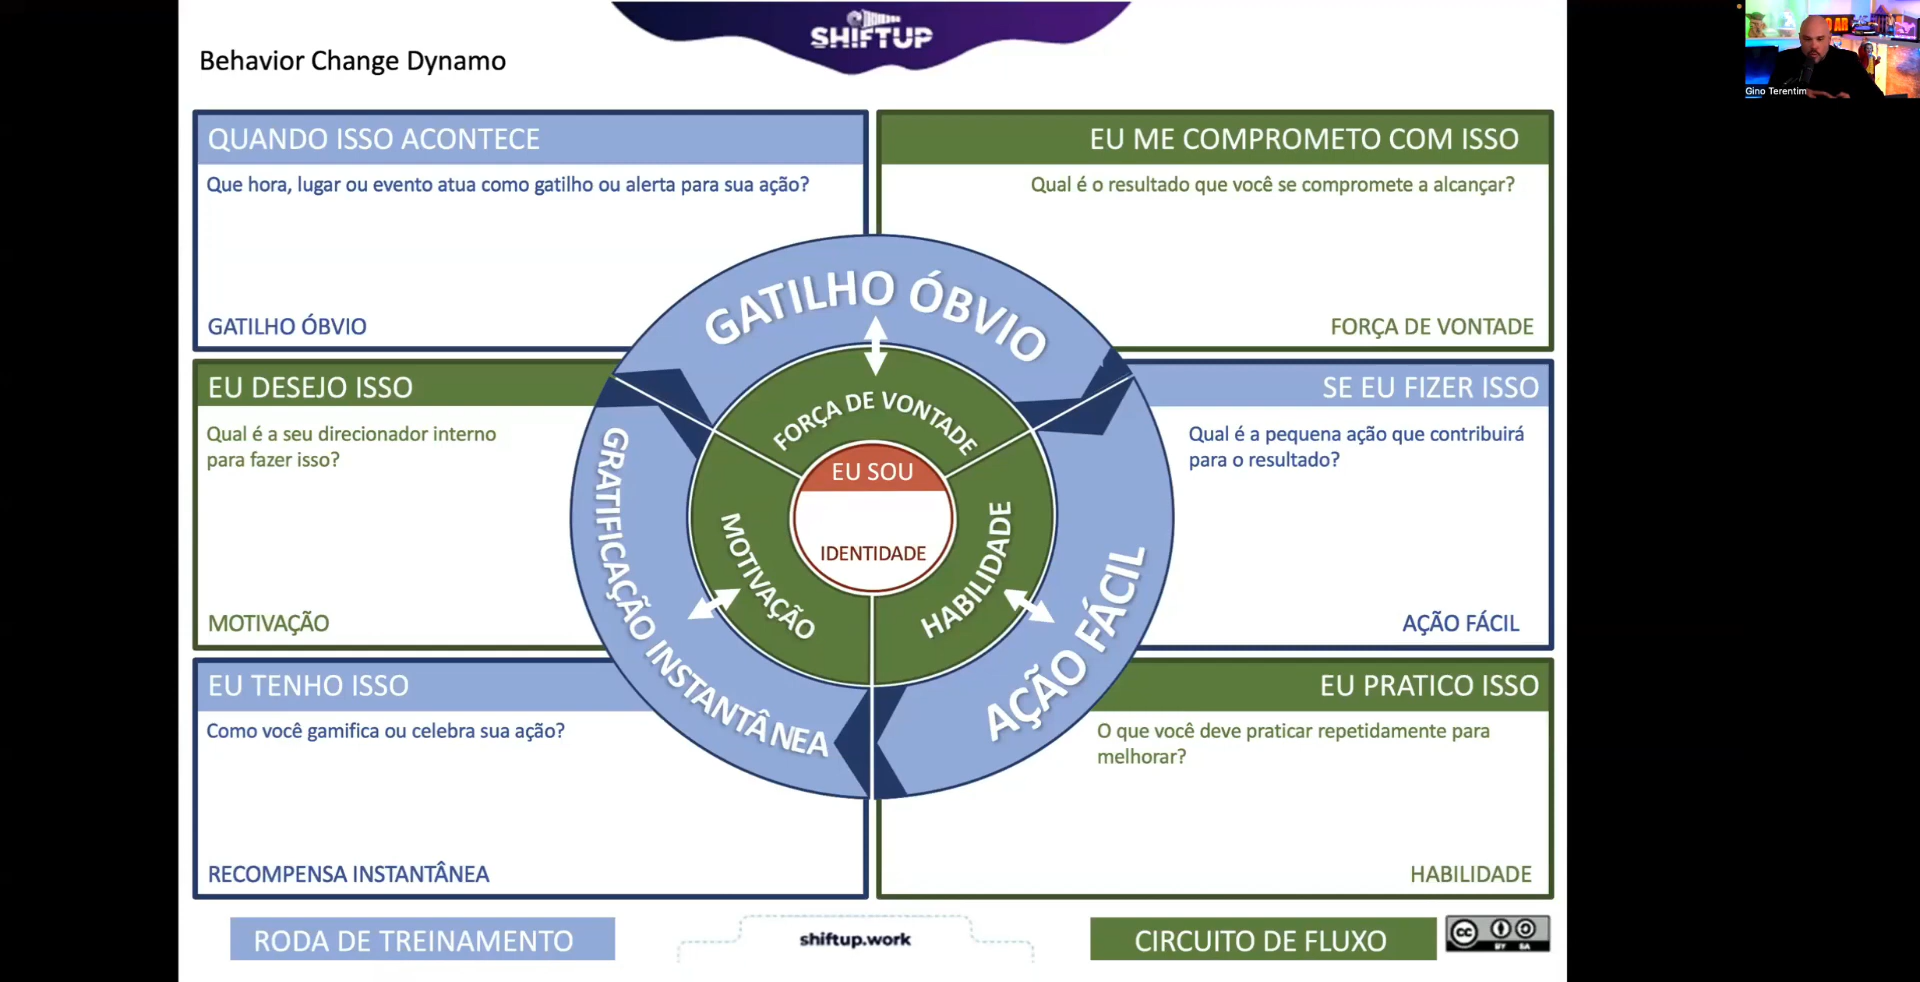 SHIFTUP
Behavior Change Dynamo
Gino Terentim
QUANDO ISSO ACONTECE
Que hora, lugar ou evento atua como gatilho ou alerta para sua ação?
GATILHO ÓBVIO
EU ME COMPROMETO COM ISSO
Qual é o resultado que você se compromete a alcançar?
FORÇA DE VONTADE
EU DESEJO ISSO
Qual é a seu direcionador interno
para fazer isso?
MOTIVAÇÃO
SE EU FIZER ISSO
Qual é a pequena ação que contribuirá
para o resultado?
AÇÃO FÁCIL
EU TENHO ISSO
Como você gamifica ou celebra sua ação?
RECOMPENSA INSTANTÂNEA
EU PRATICO ISSO
O que você deve praticar repetidamente para
melhorar?
HABILIDADE
GATILHO ÓBVIO
AÇÃO FÁCIL
GRATIFICAÇÃO INSTANTÂNEA
FORÇA DE VONTADE
HABILIDADE
MOTIVAÇÃO
EU SOU
IDENTIDADE
RODA DE TREINAMENTO
shiftup.work
CIRCUITO DE FLUXO
cc
BY SA